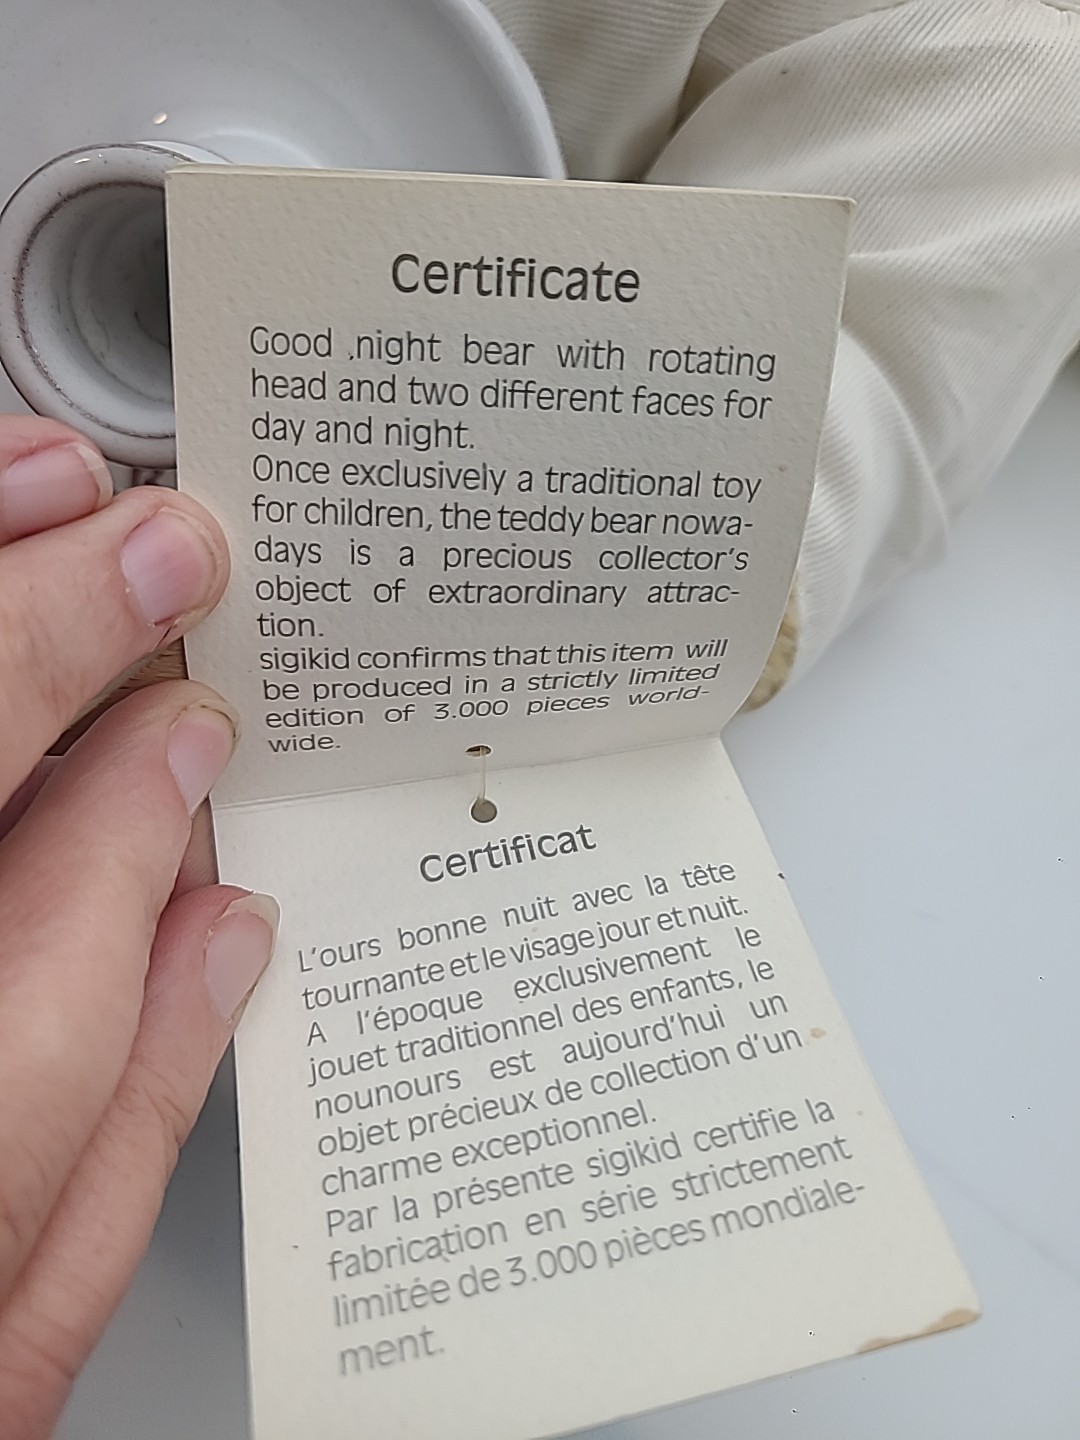 Certificate
Good night bear with rotating
head and two different faces for
day and night.
Once exclusively a traditional toy
for children, the teddy bear nowa-
days is a precious collector's
object of extraordinary attrac-
tion.
sigikid confirms that this item will
be produced in a strictly limited
edition of 3.000 pieces world-
wide.
Certificat
L'ours bonne nuit avec la tête
tournante et le visage jour et nuit.
A l'époque exclusivement le
jouet traditionnel des enfants, le
nounours est aujourd'hui un
objet précieux de collection d'un
charme exceptionnel.
Par la présente sigikid certifie la
fabrication en série strictement
limitée de 3.000 pièces mondiale-
ment.